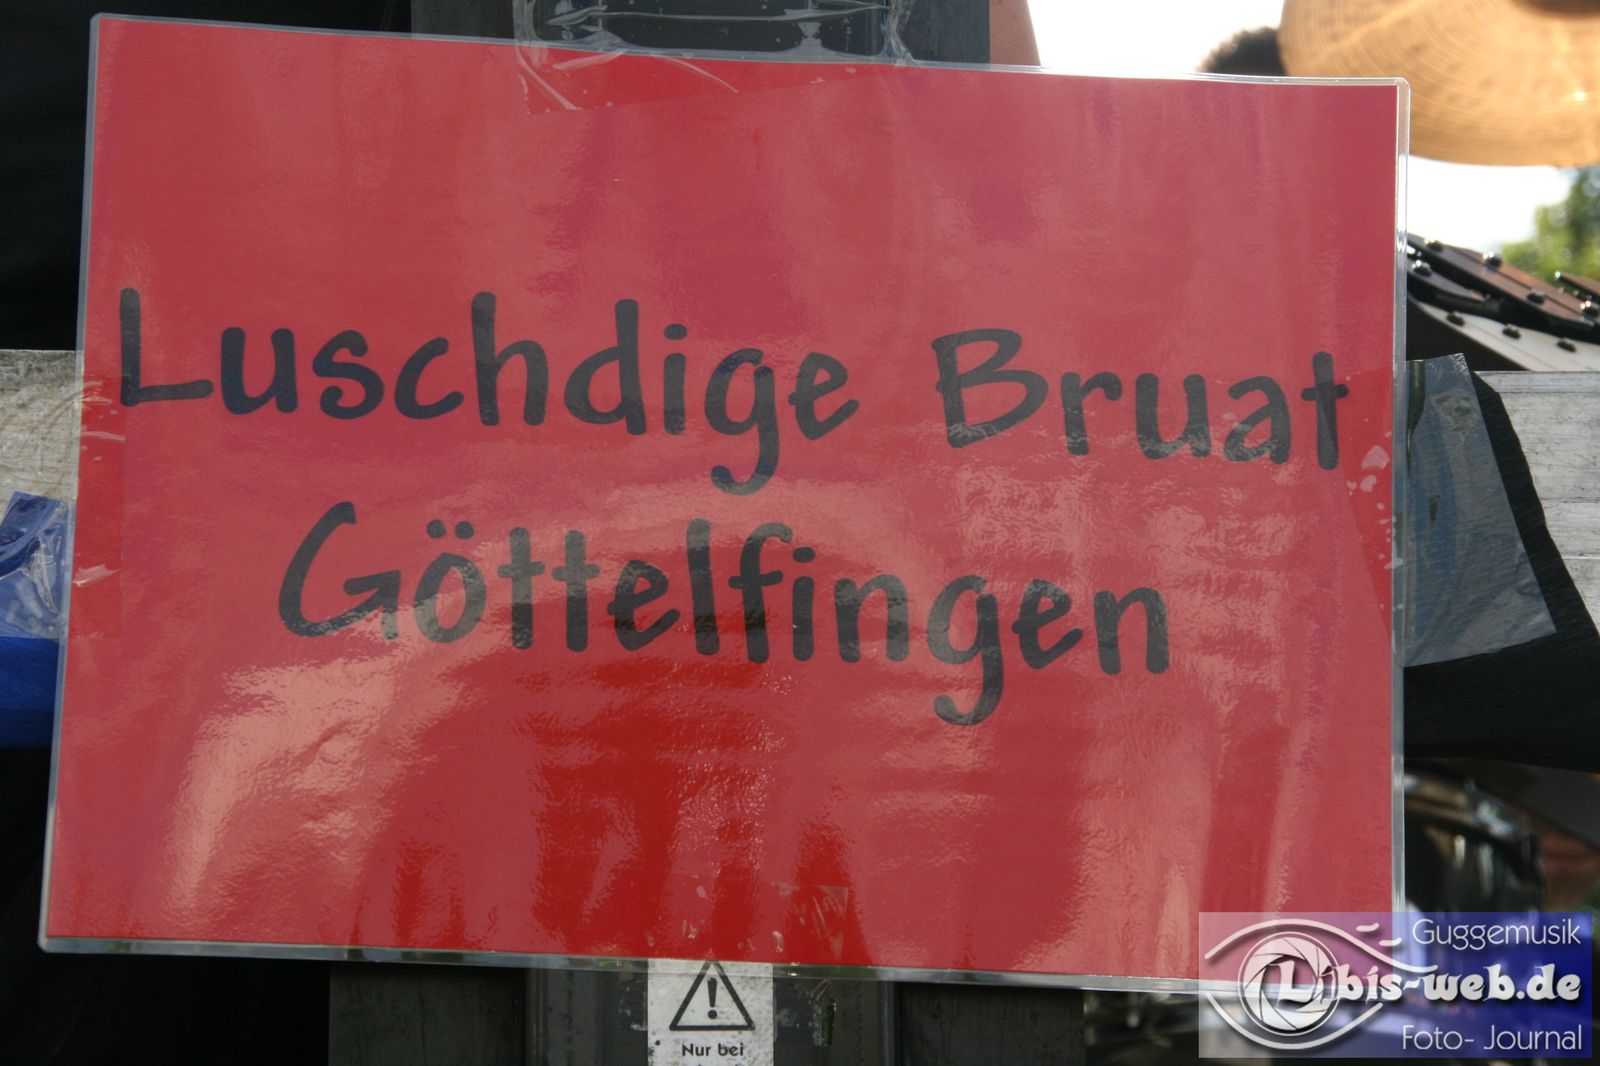 Luschdige Bruat
Göttelfingen
Nur bei
Guggemusik
Libis-web.de
Foto- Journal